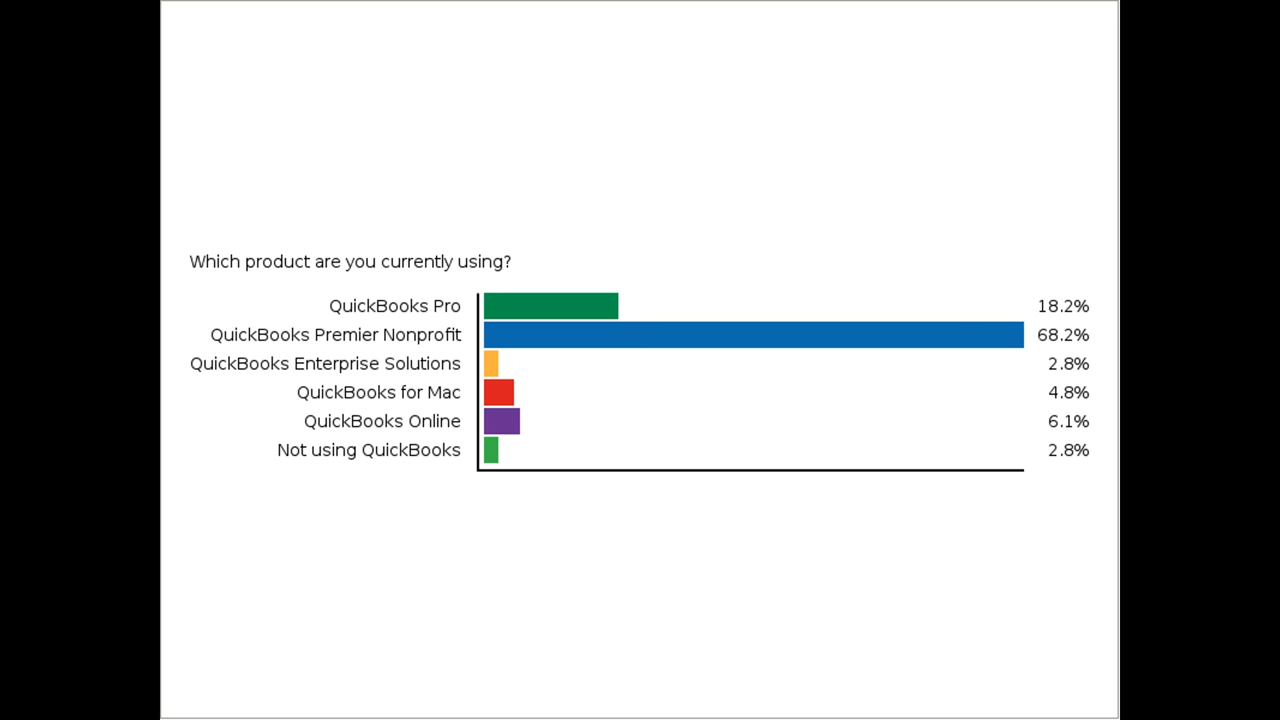 Which product are you currently using?
QuickBooks Pro 18.2%
QuickBooks Premier Nonprofit 68.2%
QuickBooks Enterprise Solutions 2.8%
QuickBooks for Mac 4.8%
QuickBooks Online 6.1%
Not using QuickBooks 2.8%